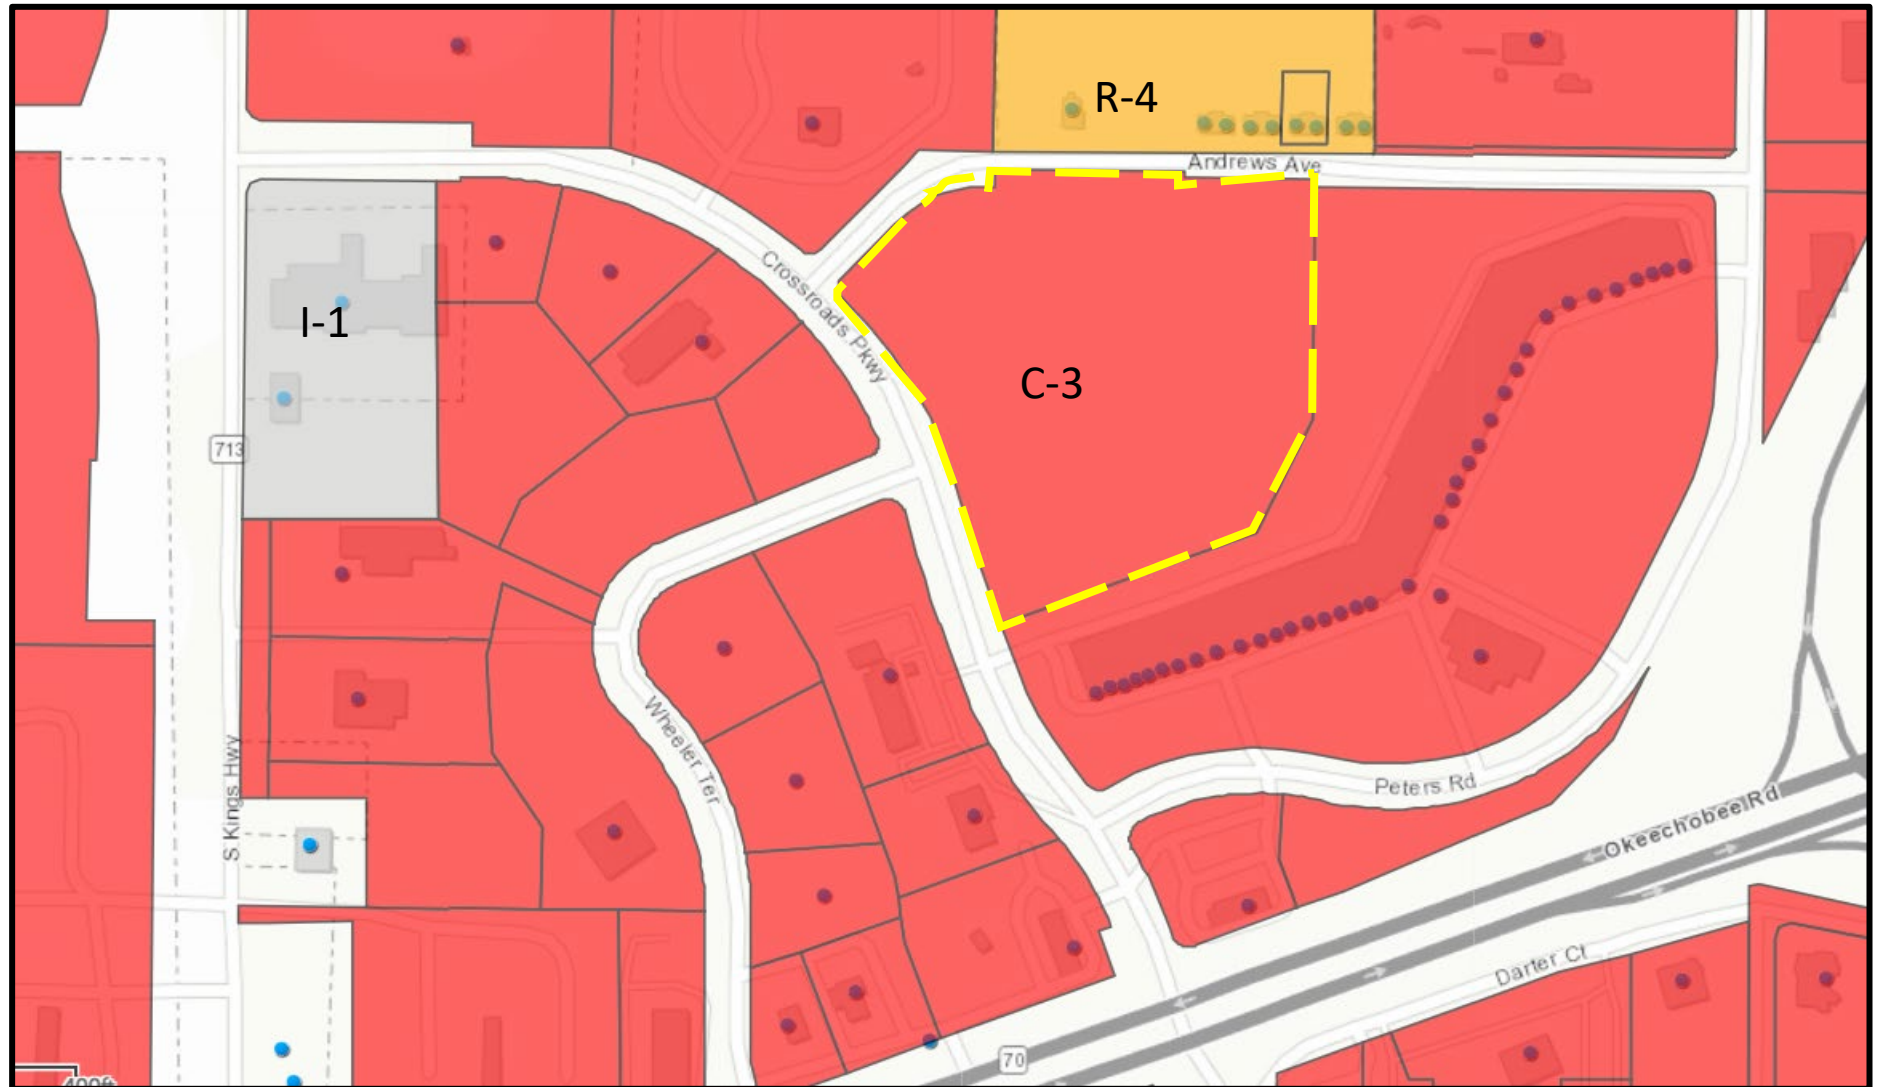 R-4
Andrews Ave
Crossroads Pkwy
I-1
C-3
713
Wheeler Ter
S Kings Hwy
Peters Rd
Okeechobee Rd
Darter Ct
70
400ft